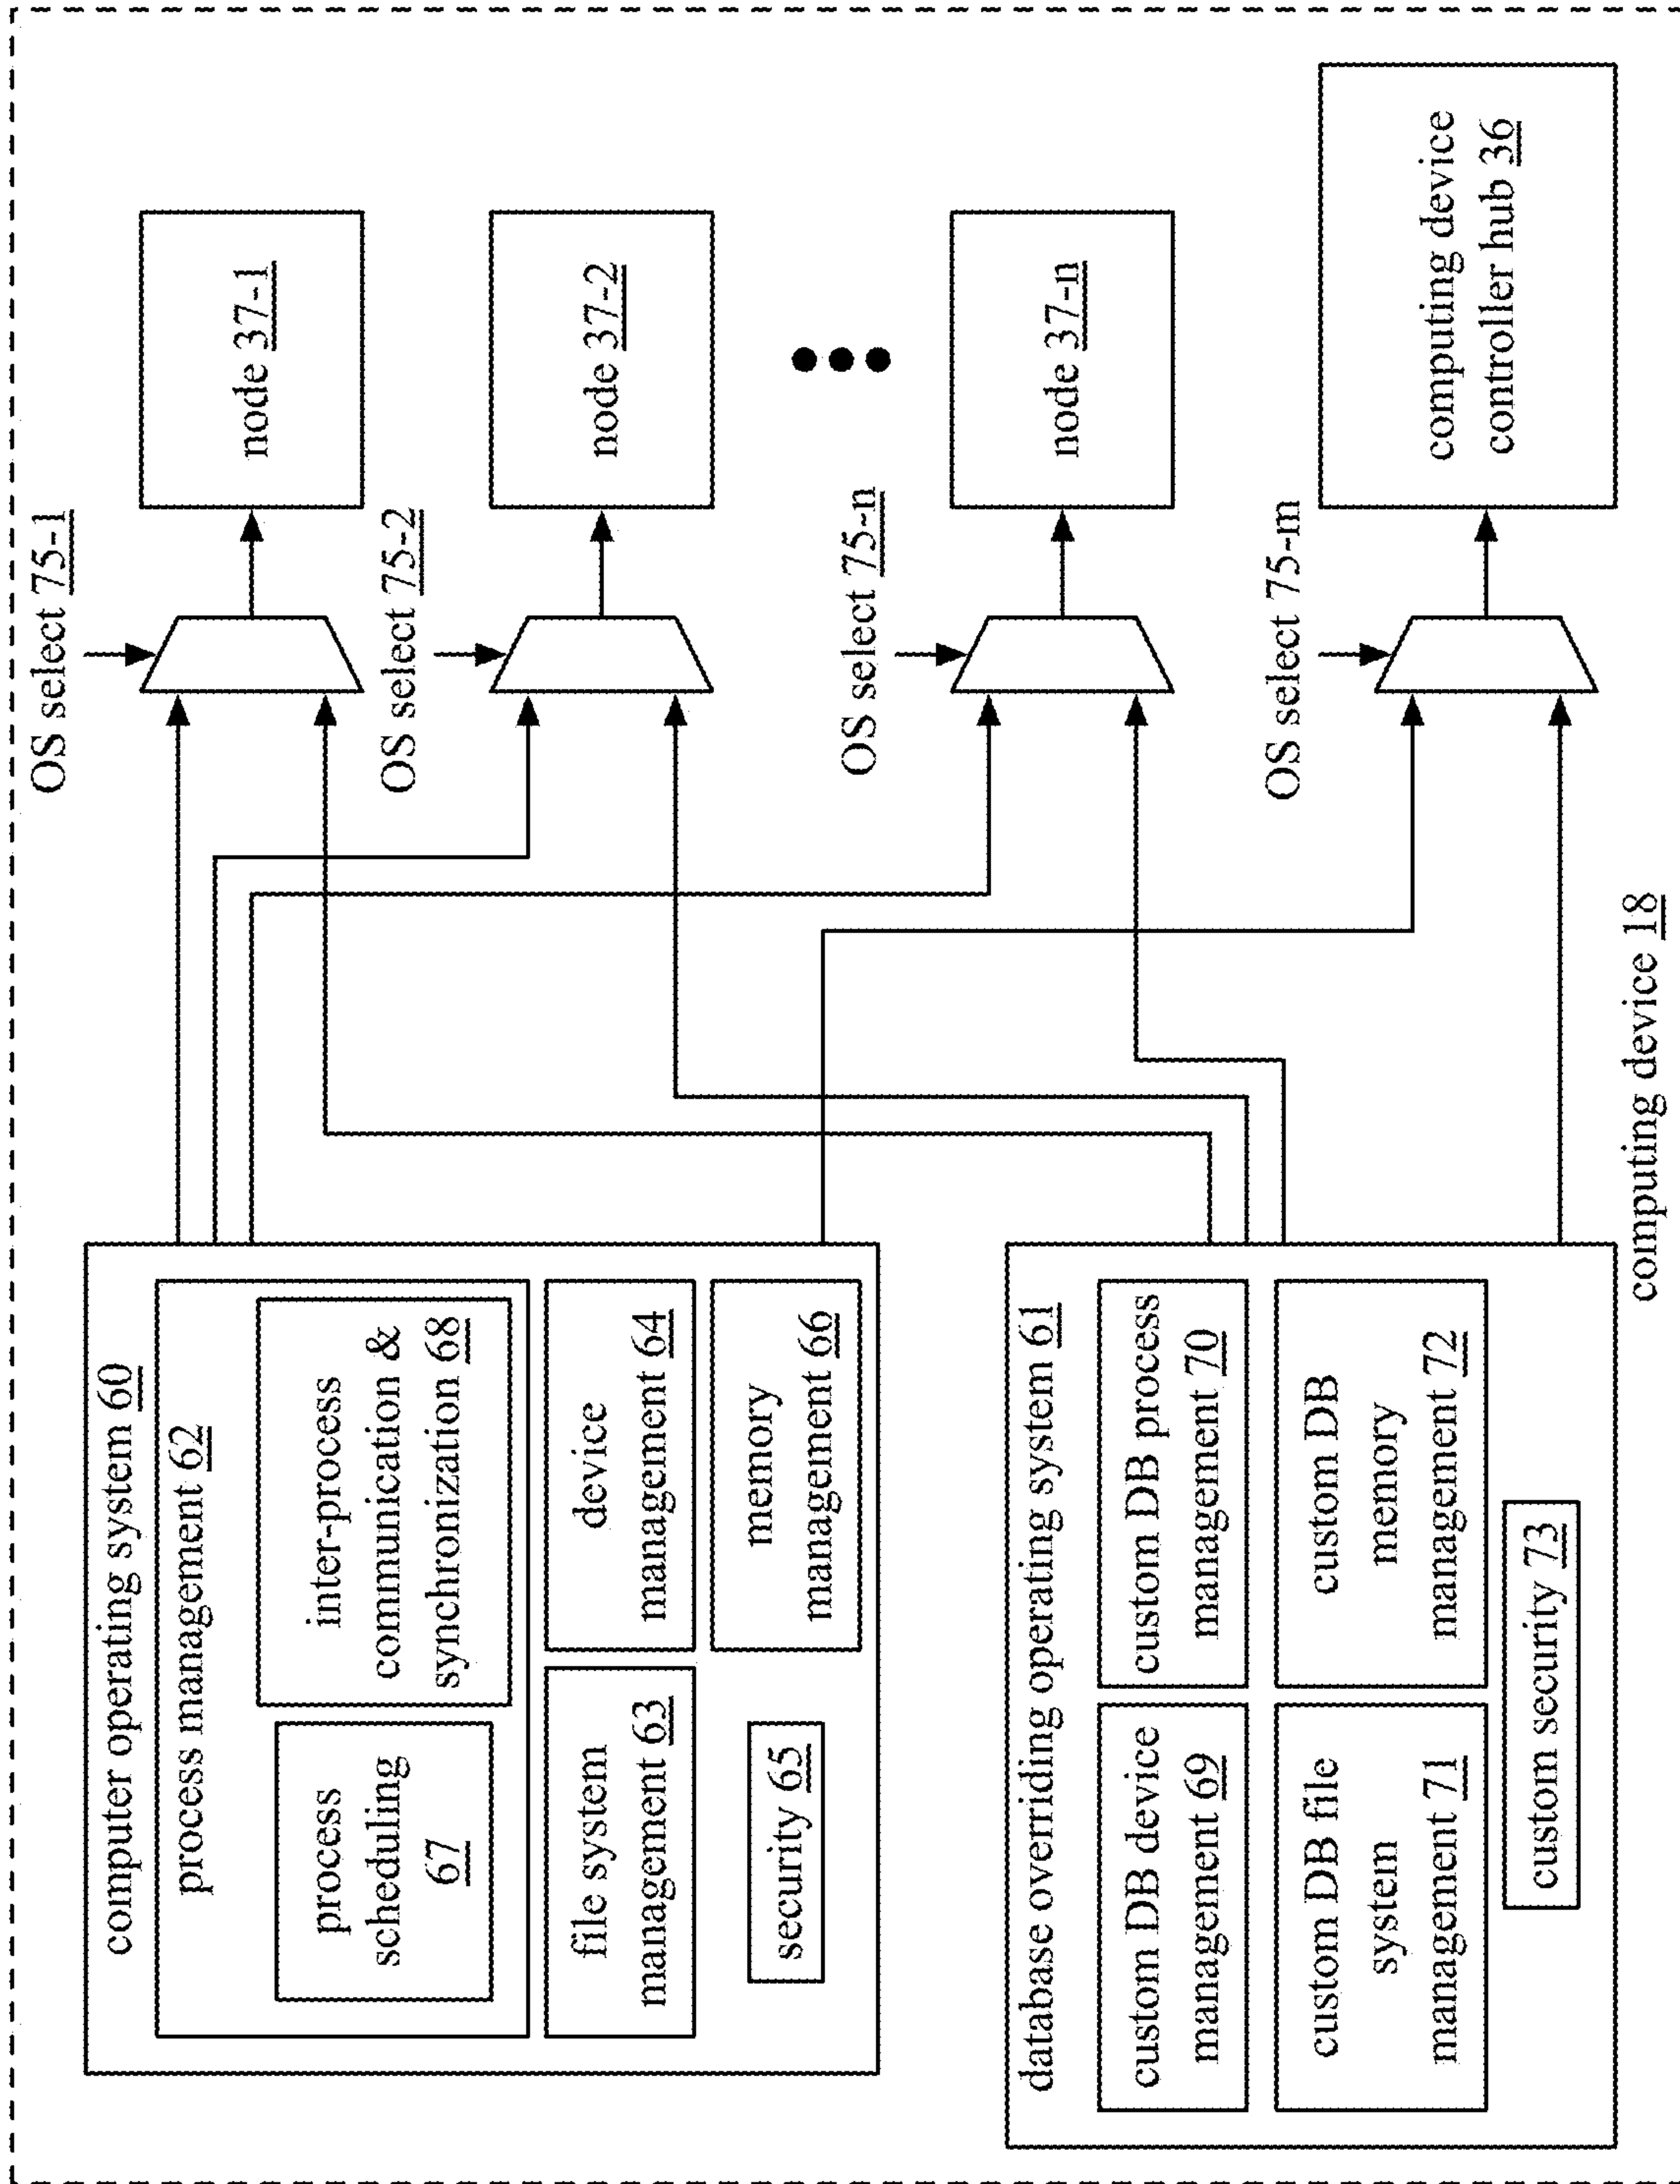 computer operating system 60
process management 62
process
scheduling
67
inter-process
communication &
synchronization 68
file system
management 63
device
management 64
security 65
memory
management 66
database overriding operating system 61
custom DB device
management 69
custom DB process
management 70
custom DB file
system
management 71
custom DB
memory
management 72
custom security 73
OS select 75-1
node 37-1
OS select 75-2
node 37-2
OS select 75-n
node 37-n
OS select 75-m
computing device
controller hub 36
computing device 18